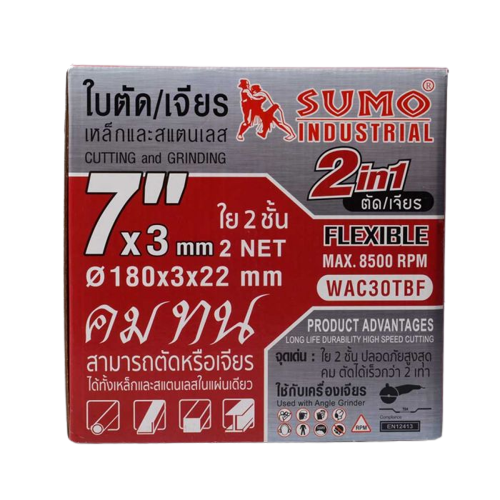 ใบตัด/เจียร
เหล็กและสแตนเลส
CUTTING and GRINDING
SUMO®
INDUSTRIAL
2in1
ตัด/เจียร
7"x3 mm
ใย 2 ชั้น
2 NET
Ø 180x3x22 mm
FLEXIBLE
MAX. 8500 RPM
WAC30TBF
คม ทน
สามารถตัดหรือเจียร
ได้ทั้งเหล็กและสแตนเลสในแผ่นเดียว
PRODUCT ADVANTAGES
LONG LIFE DURABILITY HIGH SPEED CUTTING
จุดเด่น : ใย 2 ชั้น ปลอดภัยสูงสุด
คม ตัดได้เร็วกว่า 2 เท่า
ใช้กับเครื่องเจียร
Used with Angle Grinder
RPM
EN12413